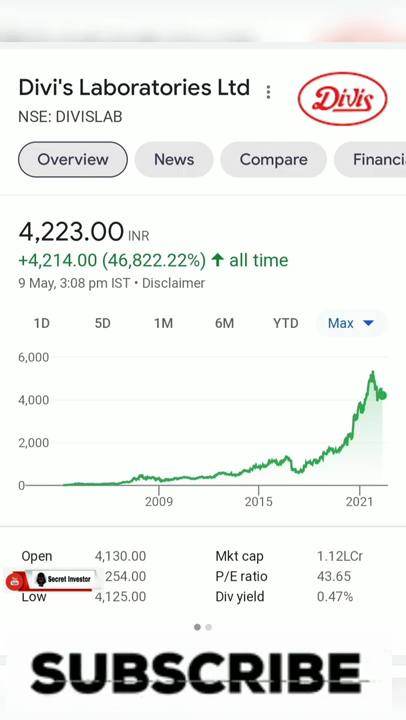 Divi's Laboratories Ltd
NSE: DIVISLAB
Divis
Overview News Compare Financi
4,223.00 INR
+4,214.00 (46,822.22%) ↑ all time
9 May, 3:08 pm IST • Disclaimer
1D 5D 1M 6M YTD Max
6,000
4,000
2,000
0
2009 2015 2021
Open 4,130.00 Mkt cap 1.12LCr
Secret Investor 254.00 P/E ratio 43.65
Low 4,125.00 Div yield 0.47%
SUBSCRIBE